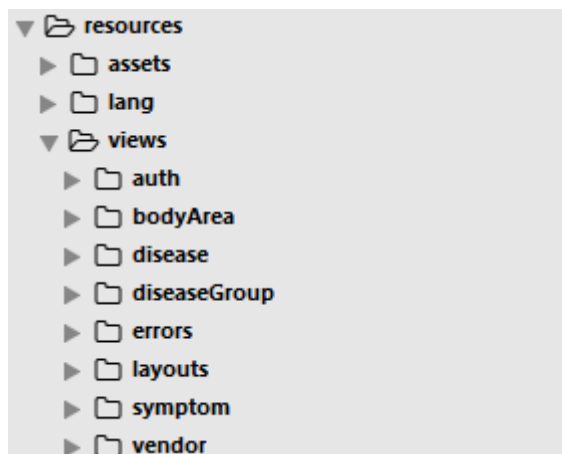 resources
assets
lang
views
auth
bodyArea
disease
diseaseGroup
errors
layouts
symptom
vendor